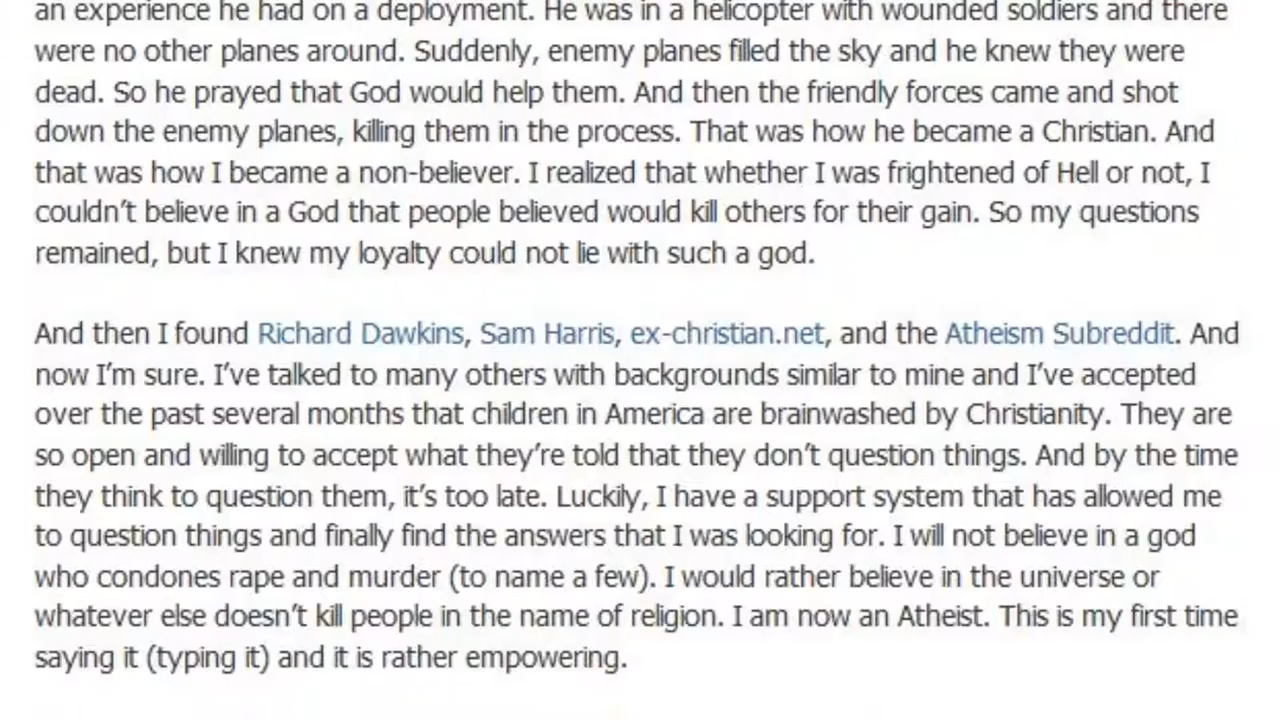 an experience he had on a deployment. He was in a helicopter with wounded soldiers and there
were no other planes around. Suddenly, enemy planes filled the sky and he knew they were
dead. So he prayed that God would help them. And then the friendly forces came and shot
down the enemy planes, killing them in the process. That was how he became a Christian. And
that was how I became a non-believer. I realized that whether I was frightened of Hell or not, I
couldn't believe in a God that people believed would kill others for their gain. So my questions
remained, but I knew my loyalty could not lie with such a god.
And then I found Richard Dawkins, Sam Harris, ex-christian.net, and the Atheism Subreddit. And
now I'm sure. I've talked to many others with backgrounds similar to mine and I've accepted
over the past several months that children in America are brainwashed by Christianity. They are
so open and willing to accept what they're told that they don't question things. And by the time
they think to question them, it's too late. Luckily, I have a support system that has allowed me
to question things and finally find the answers that I was looking for. I will not believe in a god
who condones rape and murder (to name a few). I would rather believe in the universe or
whatever else doesn't kill people in the name of religion. I am now an Atheist. This is my first time
saying it (typing it) and it is rather empowering.